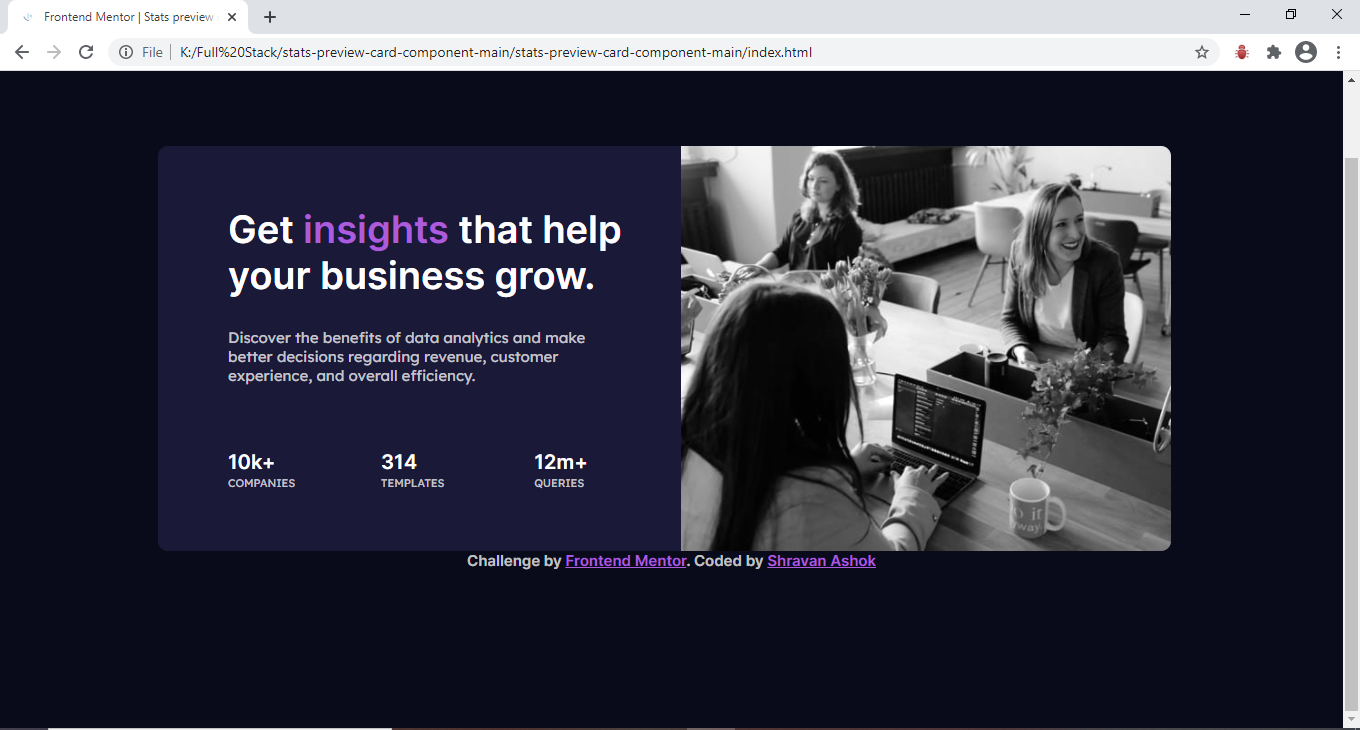 Frontend Mentor | Stats preview
File
K:/Full%20Stack/stats-preview-card-component-main/stats-preview-card-component-main/index.html
Get insights that help
your business grow.
Discover the benefits of data analytics and make
better decisions regarding revenue, customer
experience, and overall efficiency.
10k+ 314 12m+
COMPANIES TEMPLATES QUERIES
Challenge by Frontend Mentor. Coded by Shravan Ashok